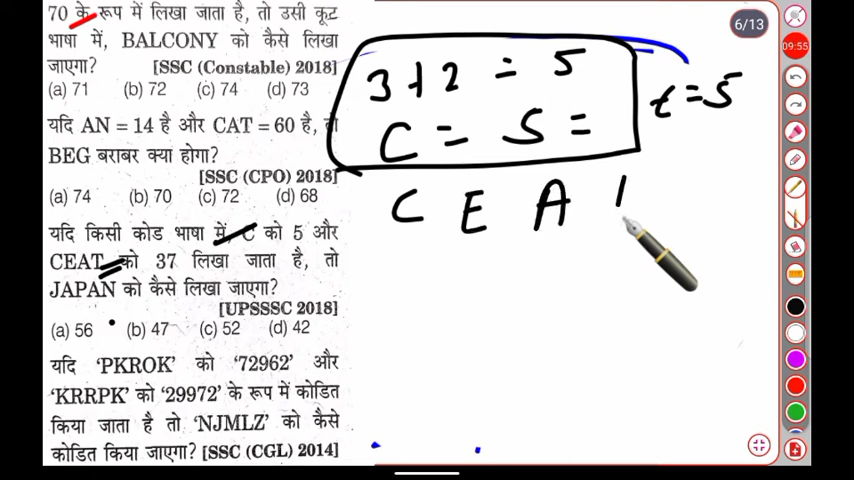 70 के रूप में लिखा जाता है, तो उसी कूट
भाषा में, BALCONY को कैसे लिखा
जाएगा? [SSC (Constable) 2018]
(a) 71 (b) 72 (c) 74 (d) 73
यदि AN = 14 है और CAT = 60 है, तो
BEG बराबर क्या होगा?
[SSC (CPO) 2018]
(a) 74 (b) 70 (c) 72 (d) 68
यदि किसी कोड भाषा में, C को 5 और
CEAT को 37 लिखा जाता है, तो
JAPAN को कैसे लिखा जाएगा?
[UPSSSC 2018]
(a) 56 (b) 47 (c) 52 (d) 42
यदि 'PKROK' को '72962' और
'KRRPK' को '29972' के रूप में कोडित
किया जाता है तो 'NJMLZ' को कैसे
कोडित किया जाएगा? [SSC (CGL) 2014]
3+2 = 5
C = 5 =
t = 5
C E A
6/13
09:55